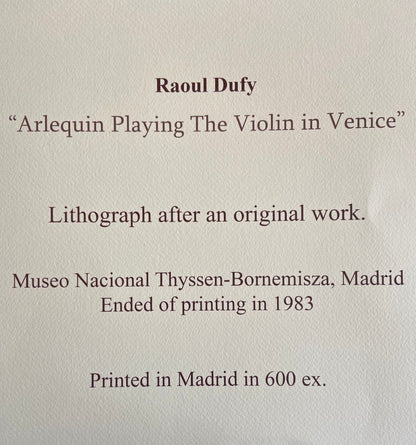 Raoul Dufy
“Arlequin Playing The Violin in Venice”
Lithograph after an original work.
Museo Nacional Thyssen-Bornemisza, Madrid
Ended of printing in 1983
Printed in Madrid in 600 ex.